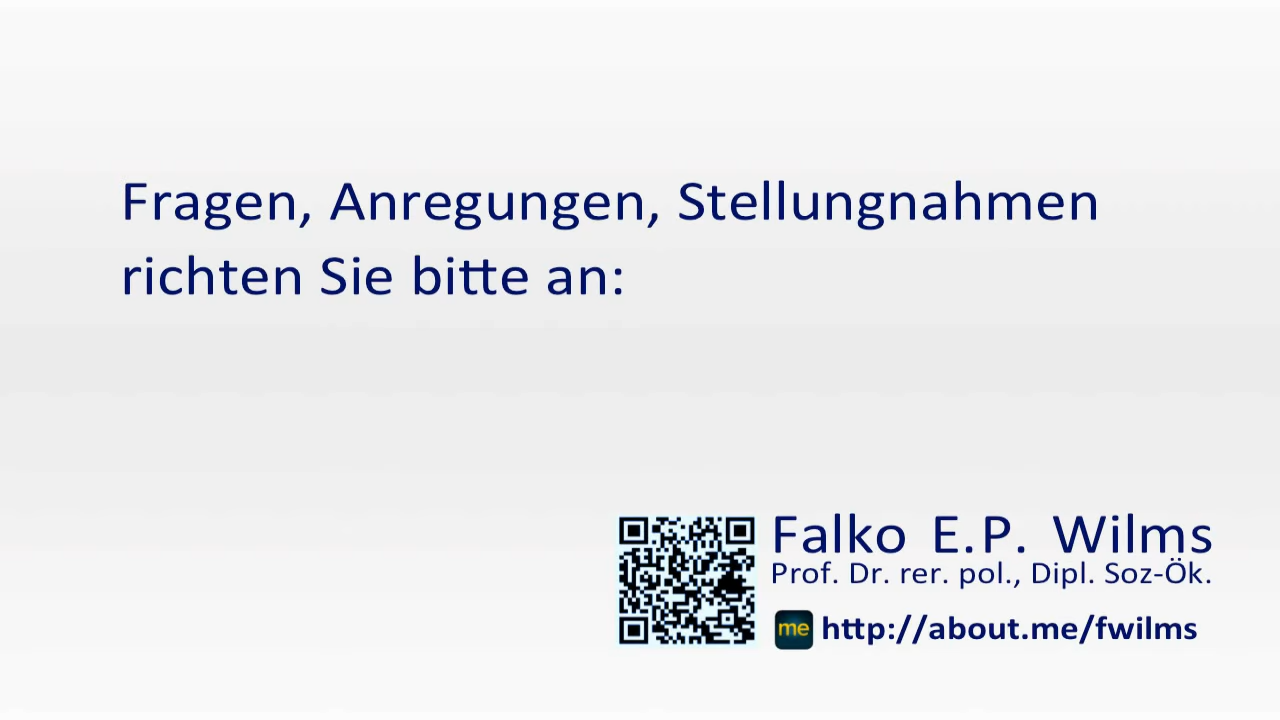 Fragen, Anregungen, Stellungnahmen
richten Sie bitte an:
Falko E.P. Wilms
Prof. Dr. rer. pol., Dipl. Soz-Ök.
me http://about.me/fwilms